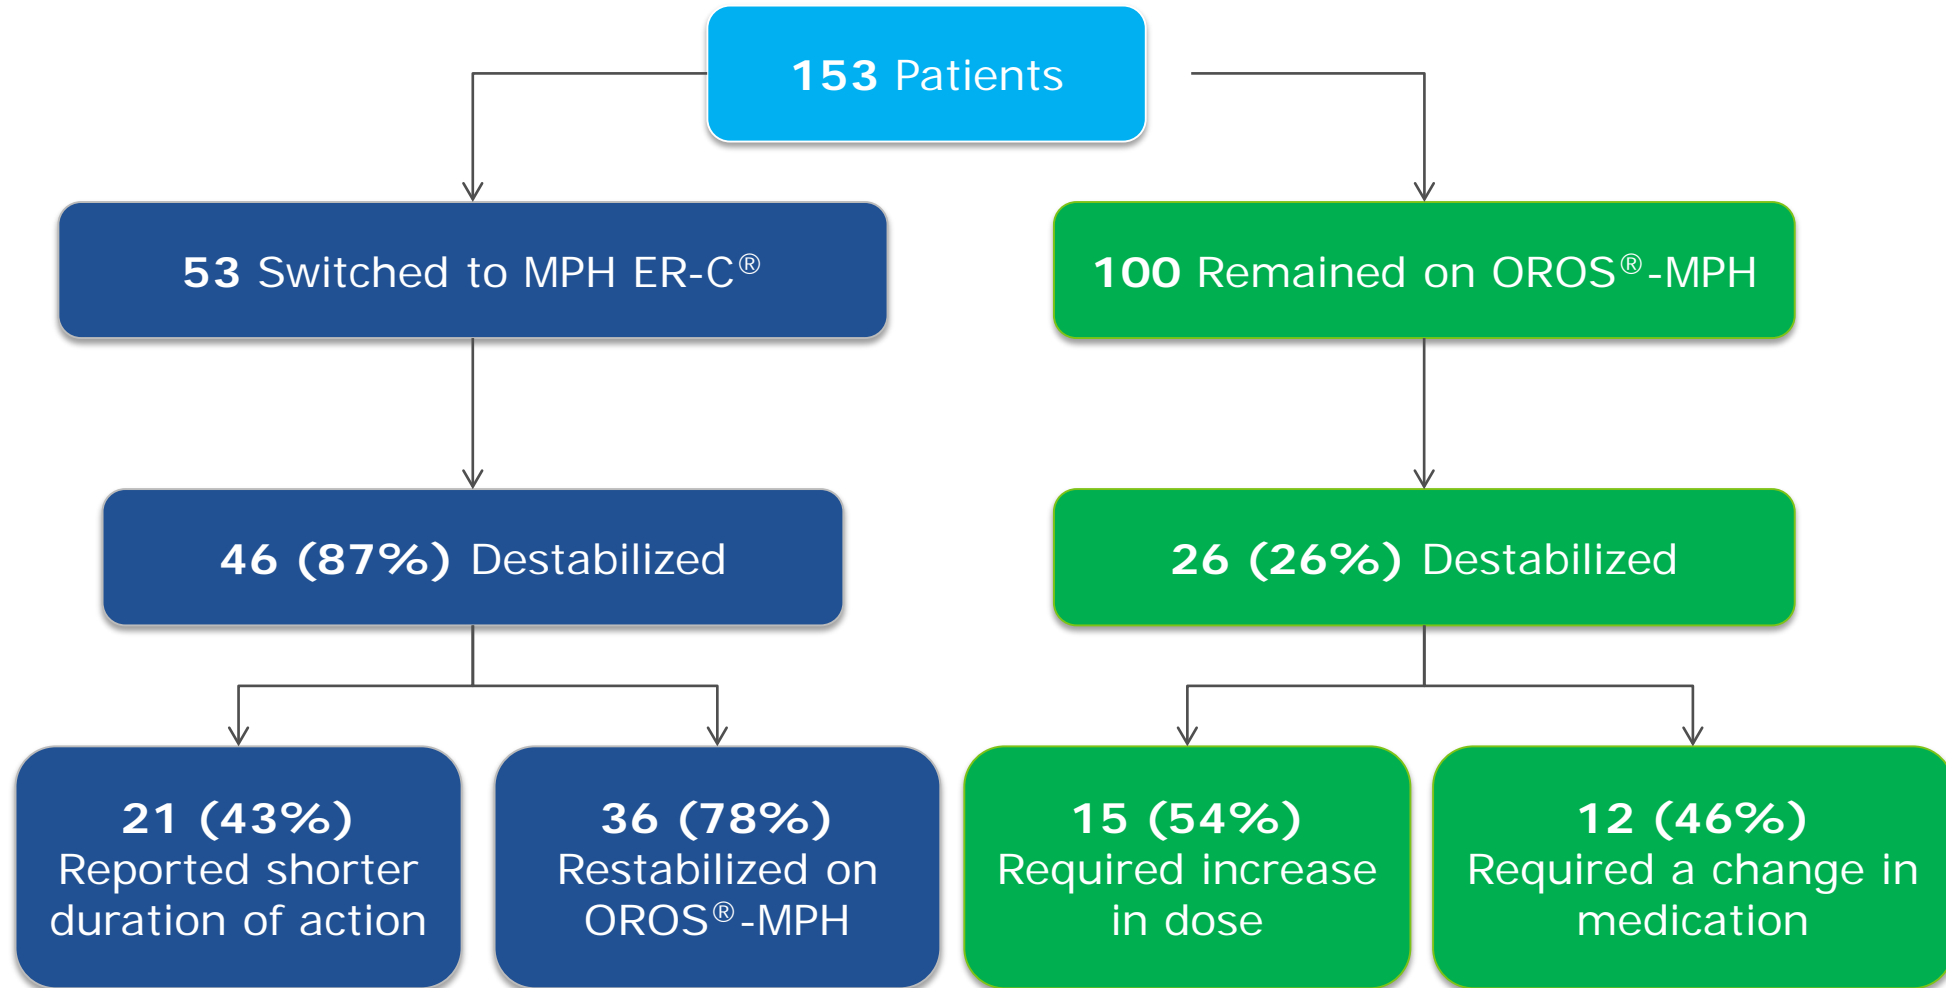 153 Patients
53 Switched to MPH ER-C®
100 Remained on OROS®-MPH
46 (87%) Destabilized
26 (26%) Destabilized
21 (43%)
Reported shorter
duration of action
36 (78%)
Restabilized on
OROS®-MPH
15 (54%)
Required increase
in dose
12 (46%)
Required a change in
medication